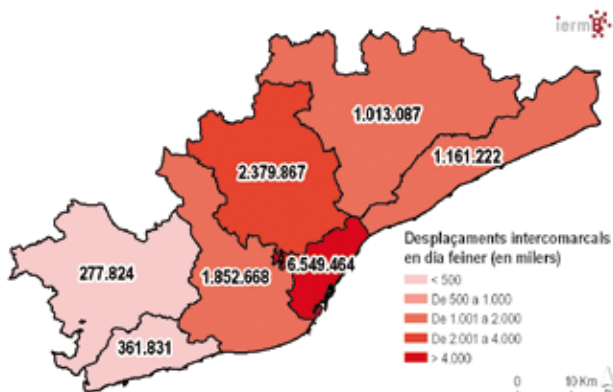 iermB
1.013.087
1.161.222
2.379.867
6.549.464
277.824
1.852.668
361.831
Desplaçaments intercomarcals
en dia feiner (en milers)
< 500
De 500 a 1.000
De 1.001 a 2.000
De 2.001 a 4.000
> 4.000
0 10 Km